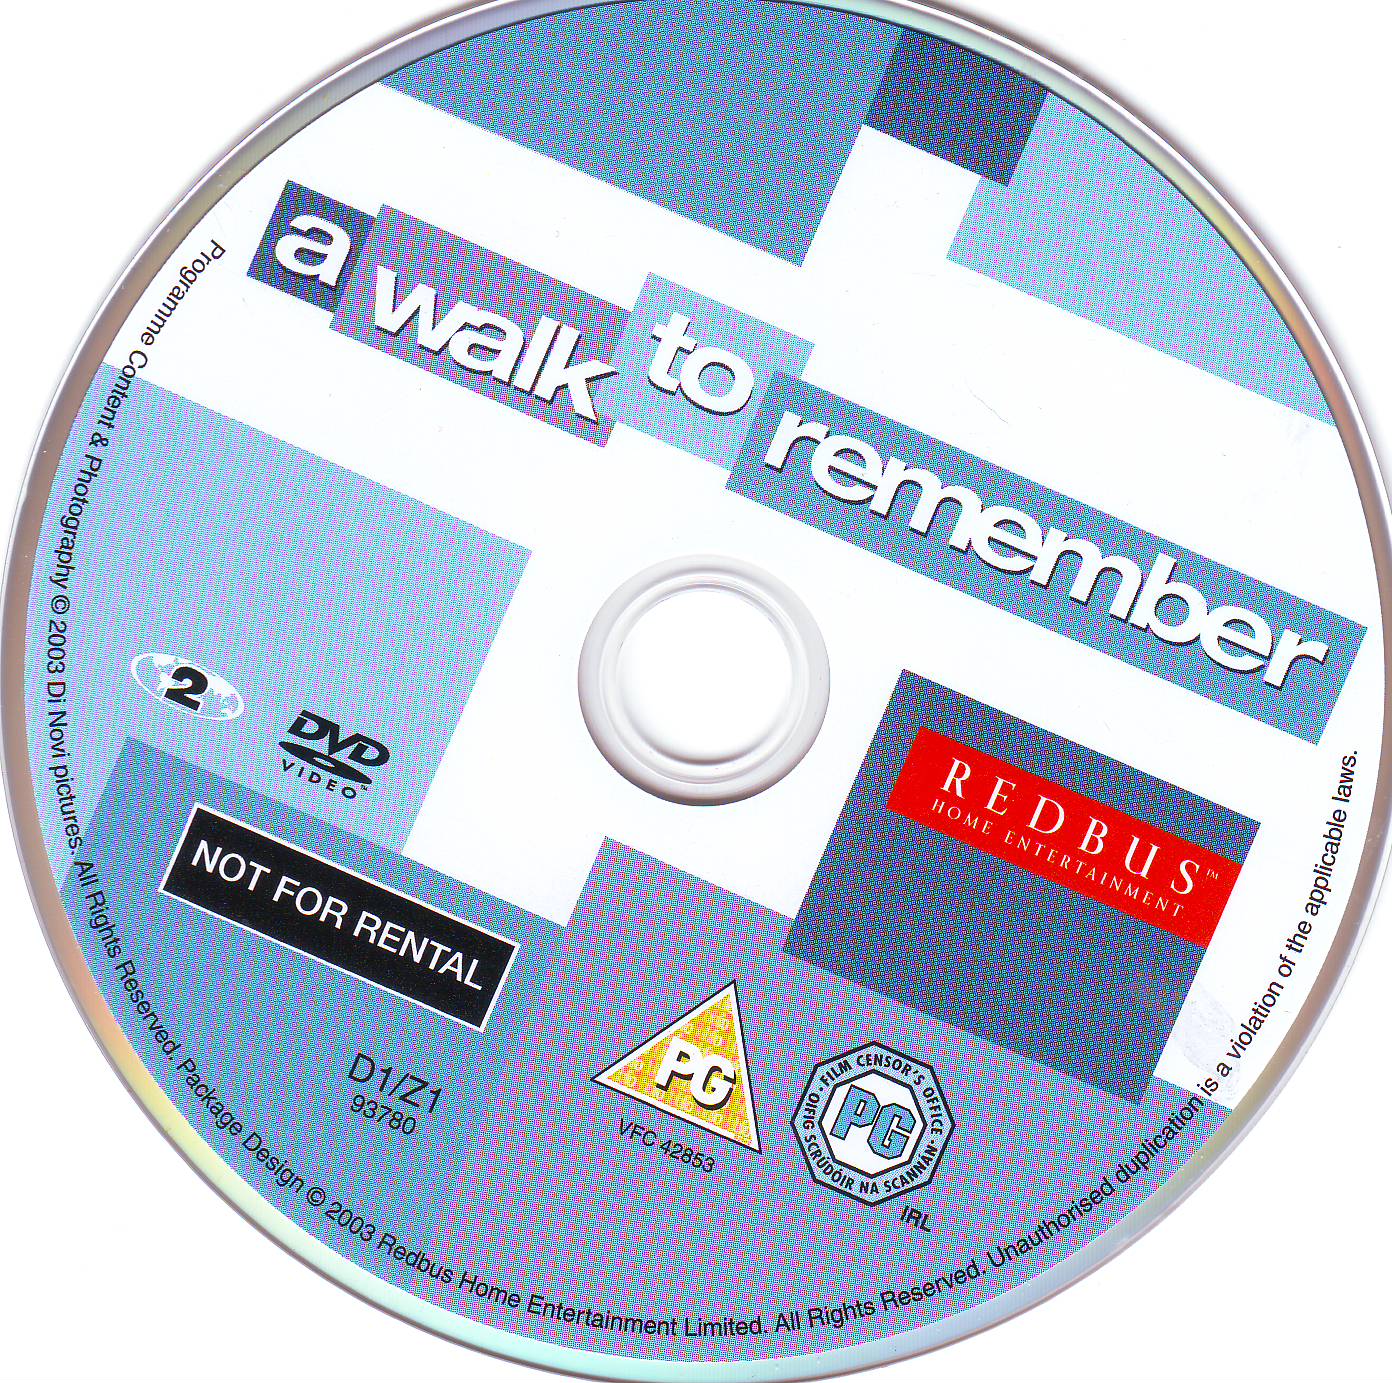 a walk to remember
REDBUS™
HOME ENTERTAINMENT
2
DVD
VIDEO™
NOT FOR RENTAL
D1/Z1
93780
PG
VFC 42853
FILM CENSOR'S OFFICE
PG
OIFIG SCRÚDÓIR NA SCANNÁN
IRL
Programme Content & Photography © 2003 Di Novi pictures. All Rights Reserved. Package Design © 2003 Redbus Home Entertainment Limited. All Rights Reserved. Unauthorised duplication is a violation of the applicable laws.